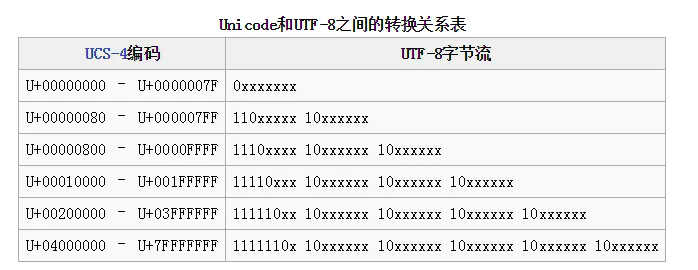 Unicode和UTF-8之间的转换关系表
UCS-4编码 UTF-8字节流
U+00000000 – U+0000007F 0xxxxxxx
U+00000080 – U+000007FF 110xxxxx 10xxxxxx
U+00000800 – U+0000FFFF 1110xxxx 10xxxxxx 10xxxxxx
U+00010000 – U+001FFFFF 11110xxx 10xxxxxx 10xxxxxx 10xxxxxx
U+00200000 – U+03FFFFFF 111110xx 10xxxxxx 10xxxxxx 10xxxxxx 10xxxxxx
U+04000000 – U+7FFFFFFF 1111110x 10xxxxxx 10xxxxxx 10xxxxxx 10xxxxxx 10xxxxxx